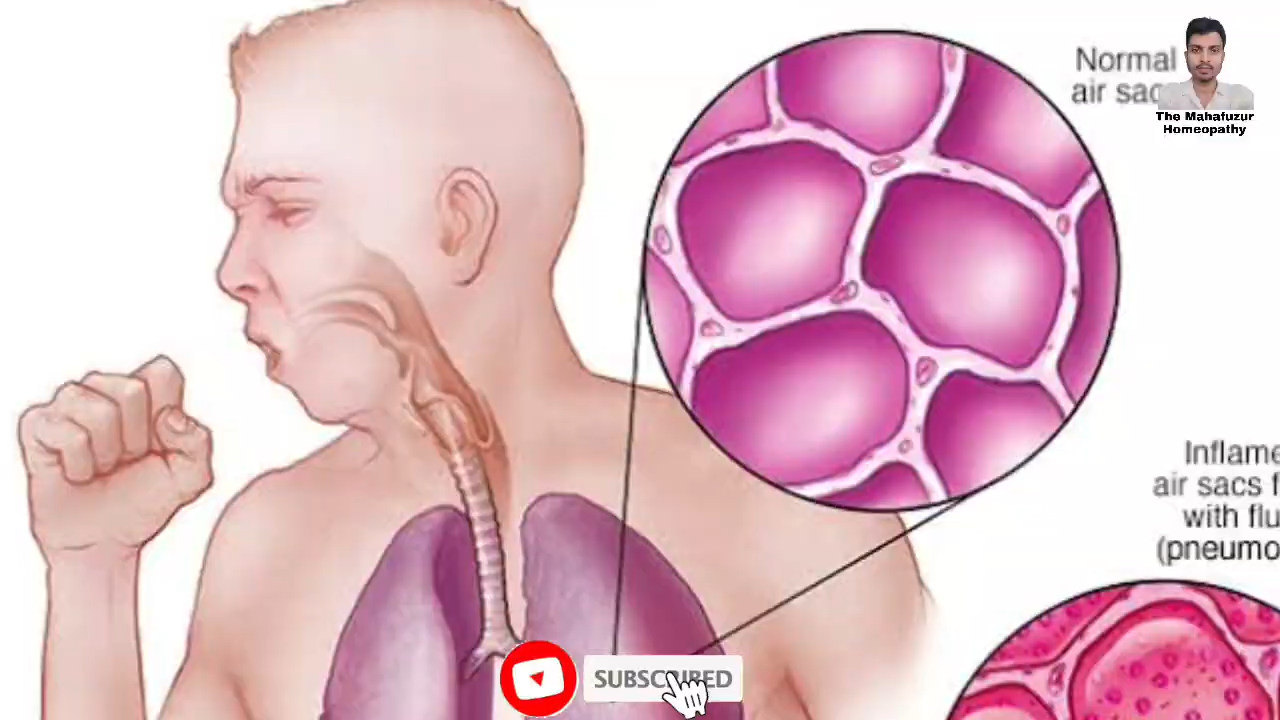 Normal
air sac
The Mahafuzur
Homeopathy
Inflame
air sacs f
with flu
(pneumo
SUBSCRIBED